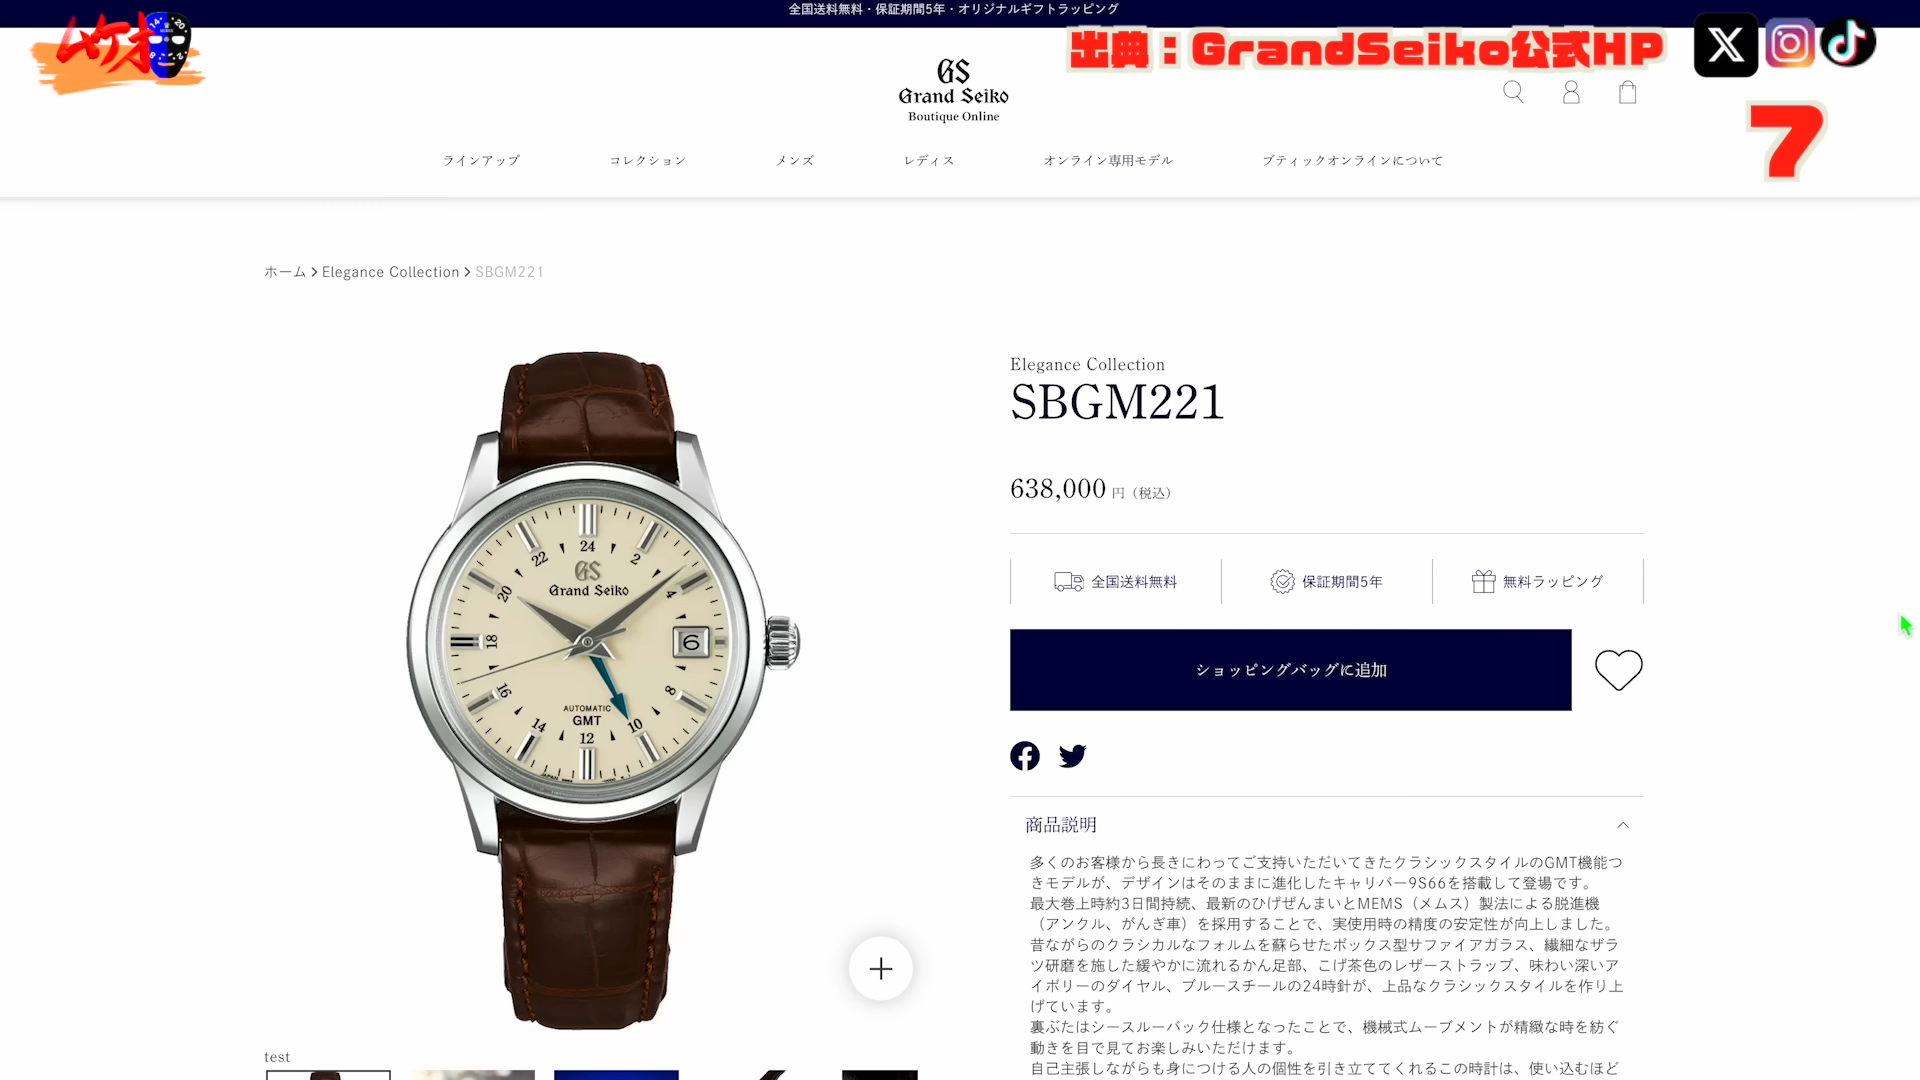 全国送料無料・保証期間5年・オリジナルギフトラッピング
ムケオ
出典：GrandSeiko公式HP
7
GS
Grand Seiko
Boutique Online
ラインアップ
コレクション
メンズ
レディス
オンライン専用モデル
ブティックオンラインについて
ホーム > Elegance Collection > SBGM221
Elegance Collection
SBGM221
638,000 円（税込）
全国送料無料
保証期間5年
無料ラッピング
ショッピングバッグに追加
24
22
2
GS
Grand Seiko
20
4
18
6
16
8
AUTOMATIC
GMT
14
10
12
商品説明
多くのお客様から長きにわってご支持いただいてきたクラシックスタイルのGMT機能つ
きモデルが、デザインはそのままに進化したキャリバー9S66を搭載して登場です。
最大巻上時約3日間持続、最新のひげぜんまいとMEMS（メムス）製法による脱進機
（アンクル、がんぎ車）を採用することで、実使用時の精度の安定性が向上しました。
昔ながらのクラシカルなフォルムを蘇らせたボックス型サファイアガラス、繊細なザラ
ツ研磨を施した緩やかに流れるかん足部、こげ茶色のレザーストラップ、味わい深いア
イボリーのダイヤル、ブルースチールの24時針が、上品なクラシックスタイルを作り上
げています。
裏ぶたはシースルーバック仕様となったことで、機械式ムーブメントが精緻な時を紡ぐ
動きを目で見てお楽しみいただけます。
自己主張しながらも身につける人の個性を引き立ててくれるこの時計は、使い込むほど
test